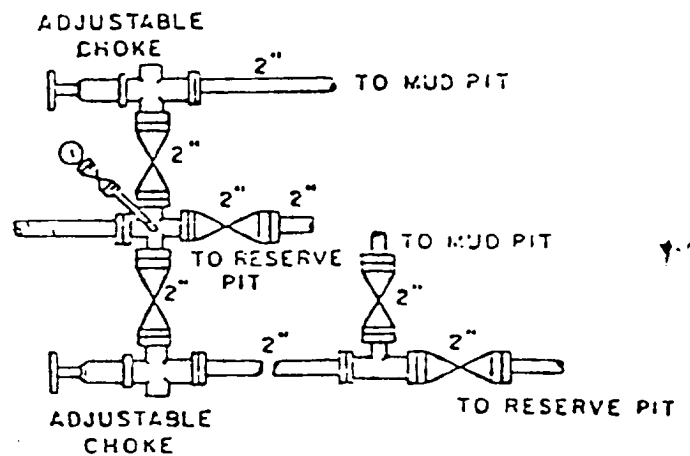 ADJUSTABLE
CHOKE
2"
TO MUD PIT
2"
2" 2"
TO RESERVE
PIT
TO MUD PIT
2"
2"
2"
2"
TO RESERVE PIT
ADJUSTABLE
CHOKE